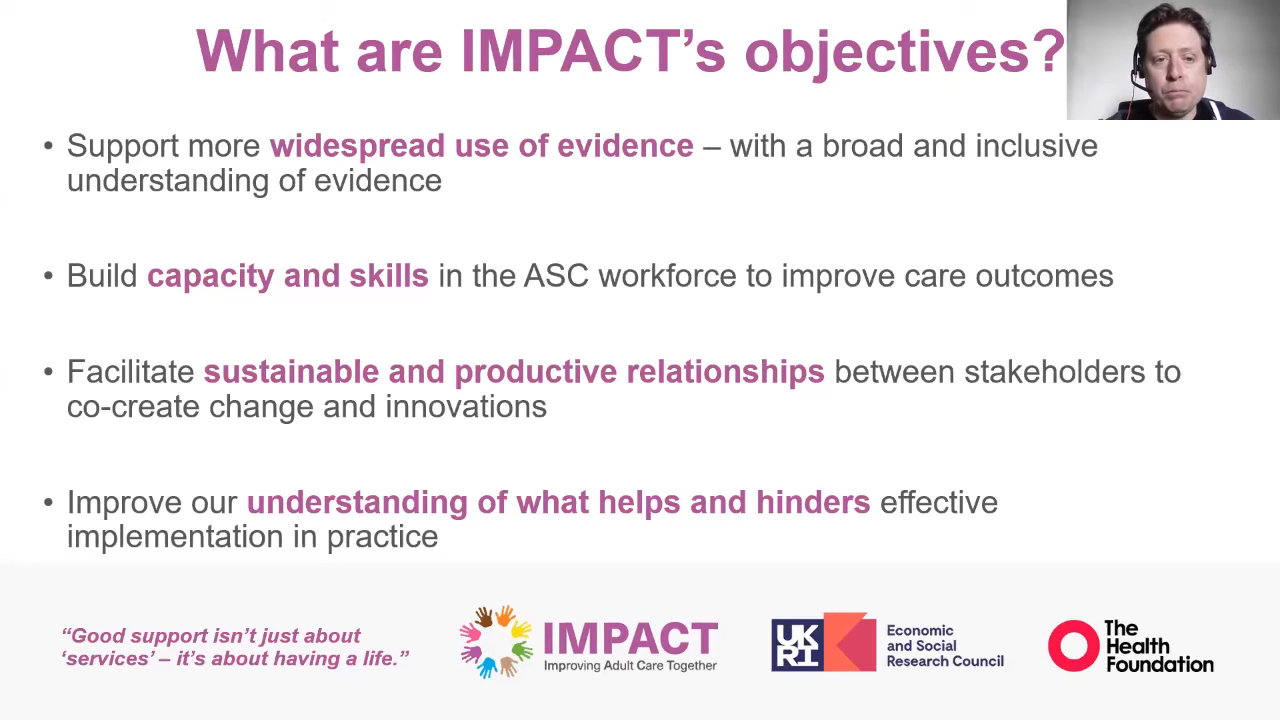 What are IMPACT’s objectives?
• Support more widespread use of evidence – with a broad and inclusive
understanding of evidence
• Build capacity and skills in the ASC workforce to improve care outcomes
• Facilitate sustainable and productive relationships between stakeholders to
co-create change and innovations
• Improve our understanding of what helps and hinders effective
implementation in practice
“Good support isn’t just about
‘services’ – it’s about having a life.”
IMPACT
Improving Adult Care Together
UK
RI
Economic
and Social
Research Council
The
Health
Foundation